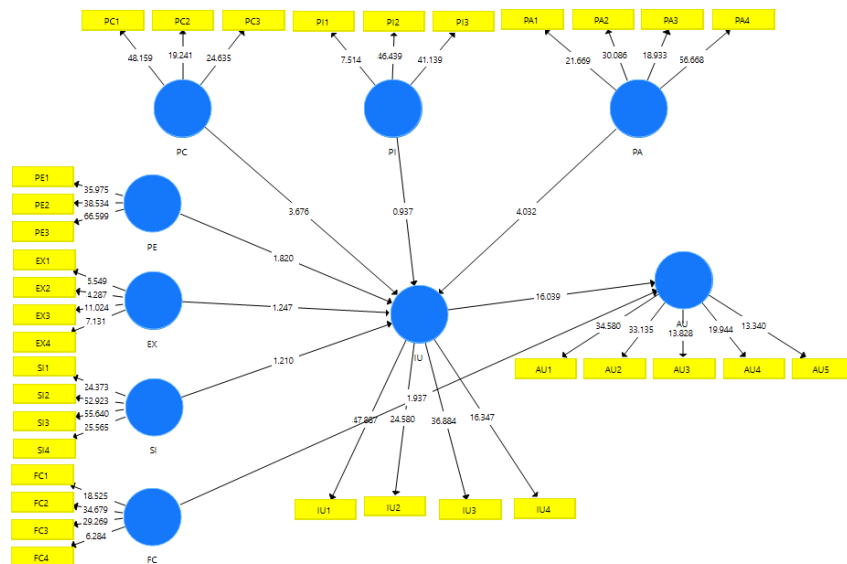 PC1 PC2 PC3 PI1 PI2 PI3 PA1 PA2 PA3 PA4
48.159 19.241 24.635 7.514 46.439 41.139 21.669 30.086 18.933 56.668
PC PI PA
PE1
PE2
PE3
35.975
38.534
66.599
PE
3.676 0.937 4.032
1.820
EX1
EX2
EX3
EX4
5.549
4.287
11.024
7.131
EX
1.247
16.039
IU
AU
34.580 33.135 13.828 19.944 13.340
AU1 AU2 AU3 AU4 AU5
1.210
SI1
SI2
SI3
SI4
24.373
52.923
55.640
25.565
SI
1.937
47.887 24.580 36.884 16.347
IU1 IU2 IU3 IU4
FC1
FC2
FC3
FC4
18.525
34.679
29.269
6.284
FC